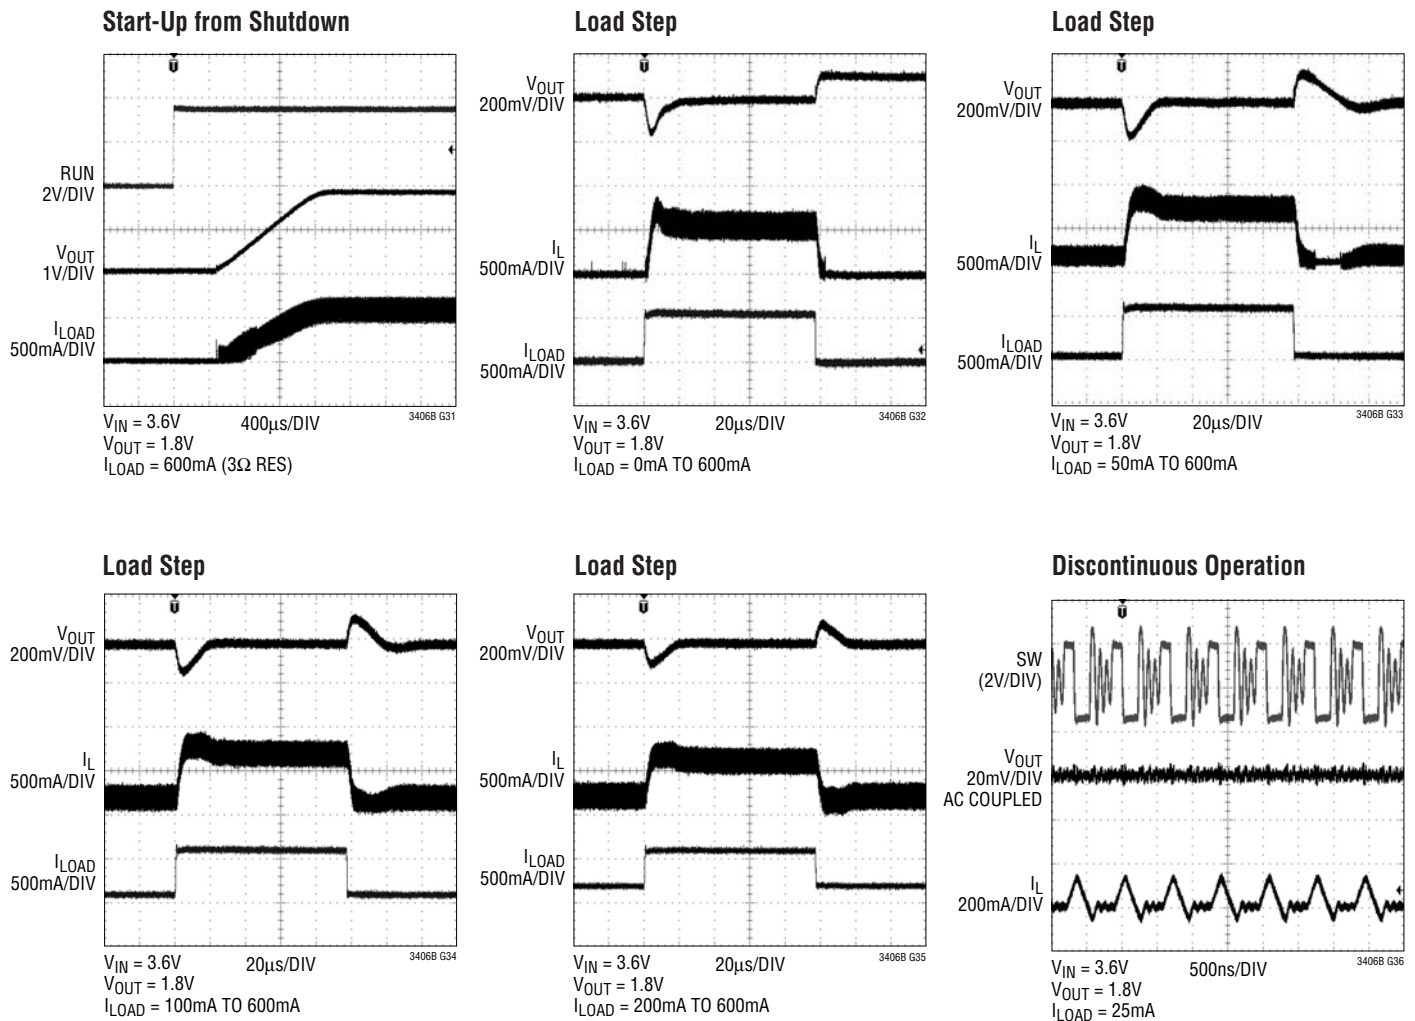 Start-Up from Shutdown
RUN
2V/DIV
VOUT
1V/DIV
ILOAD
500mA/DIV
VIN = 3.6V
VOUT = 1.8V
ILOAD = 600mA (3Ω RES)
400µs/DIV
3406B G31
Load Step
VOUT
200mV/DIV
IL
500mA/DIV
ILOAD
500mA/DIV
VIN = 3.6V
VOUT = 1.8V
ILOAD = 0mA TO 600mA
20µs/DIV
3406B G32
Load Step
VOUT
200mV/DIV
IL
500mA/DIV
ILOAD
500mA/DIV
VIN = 3.6V
VOUT = 1.8V
ILOAD = 50mA TO 600mA
20µs/DIV
3406B G33
Load Step
VOUT
200mV/DIV
IL
500mA/DIV
ILOAD
500mA/DIV
VIN = 3.6V
VOUT = 1.8V
ILOAD = 100mA TO 600mA
20µs/DIV
3406B G34
Load Step
VOUT
200mV/DIV
IL
500mA/DIV
ILOAD
500mA/DIV
VIN = 3.6V
VOUT = 1.8V
ILOAD = 200mA TO 600mA
20µs/DIV
3406B G35
Discontinuous Operation
SW
(2V/DIV)
VOUT
20mV/DIV
AC COUPLED
IL
200mA/DIV
VIN = 3.6V
VOUT = 1.8V
ILOAD = 25mA
500ns/DIV
3406B G36